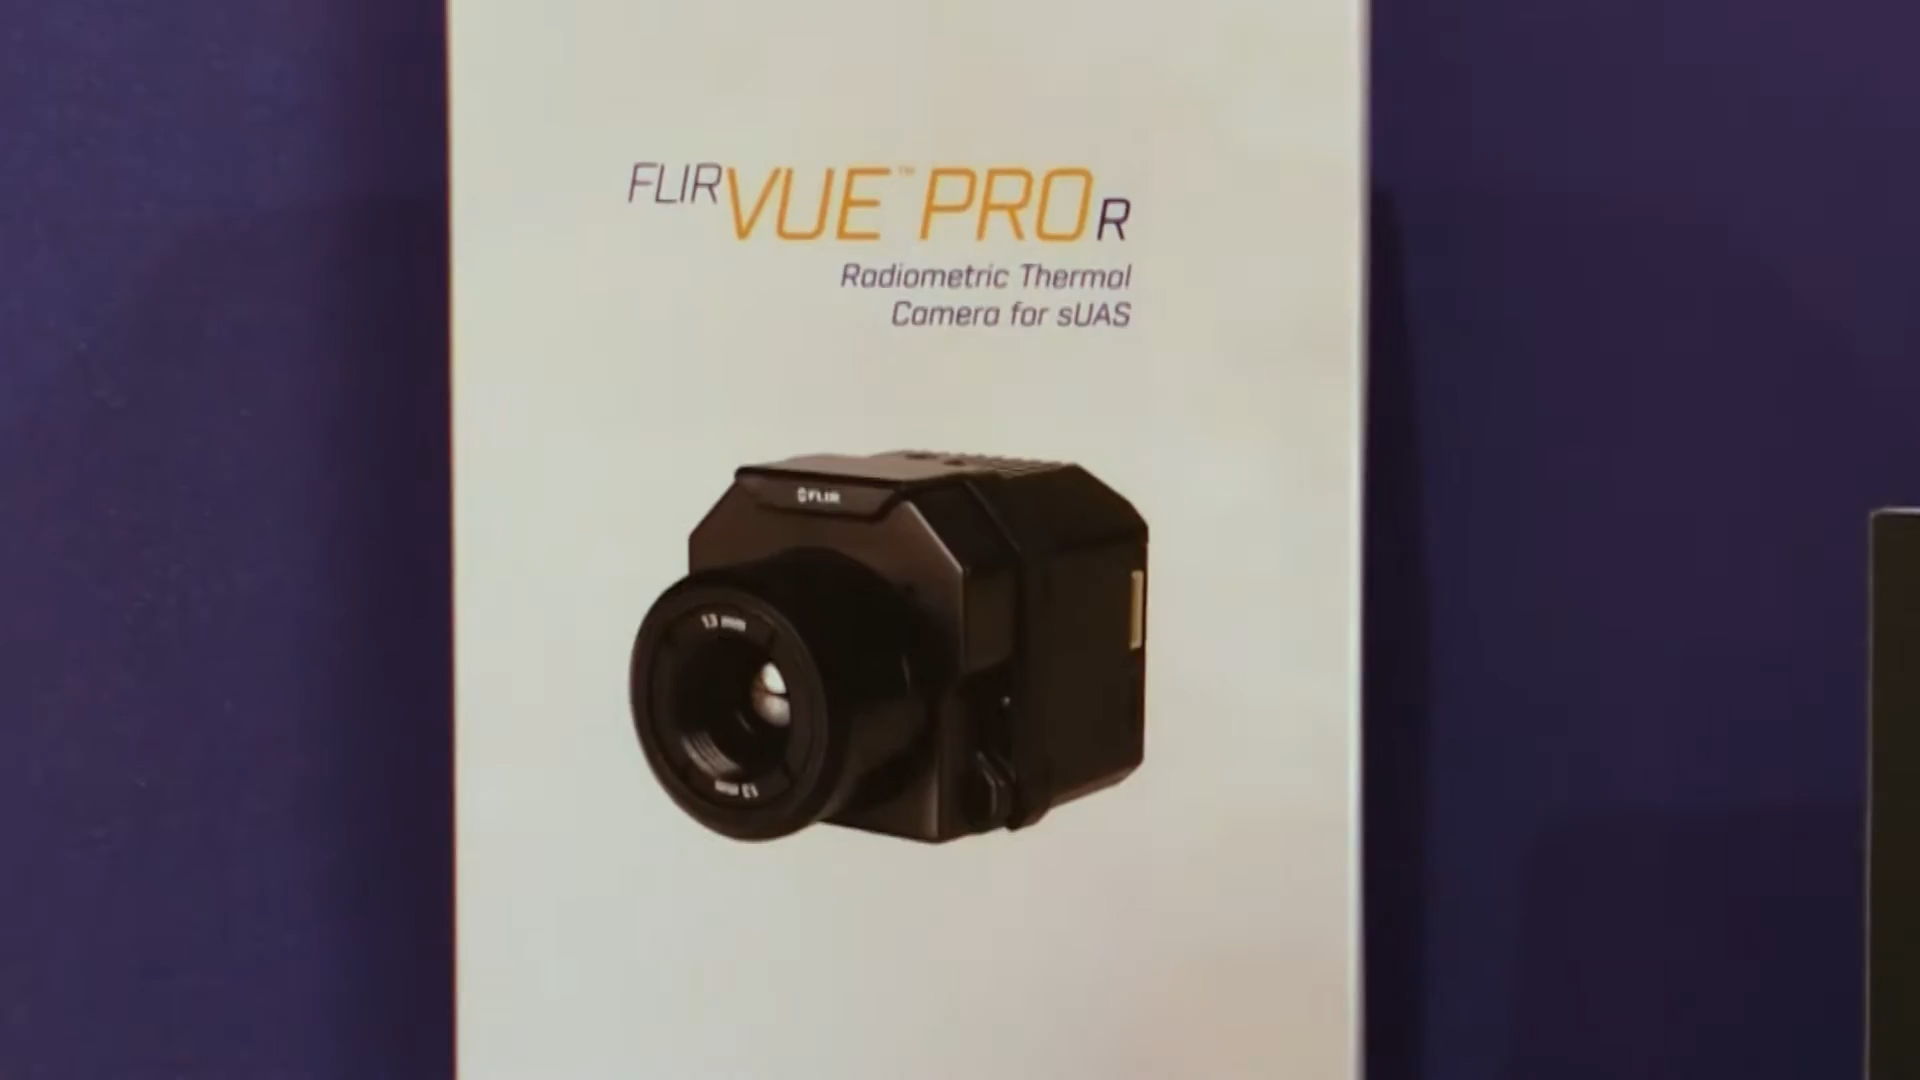 FLIR VUE™ PRO R
Radiometric Thermal
Camera for sUAS
FLIR
13 mm
13 mm